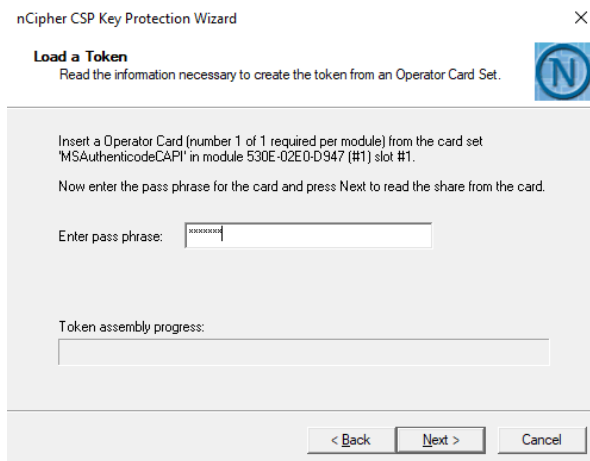 nCipher CSP Key Protection Wizard
Load a Token
Read the information necessary to create the token from an Operator Card Set.
N
Insert a Operator Card (number 1 of 1 required per module) from the card set
'MSAuthenticodeCAPI' in module 530E-02E0-D947 (#1) slot #1.
Now enter the pass phrase for the card and press Next to read the share from the card.
Enter pass phrase: xxxxxxx
Token assembly progress:
< Back Next > Cancel